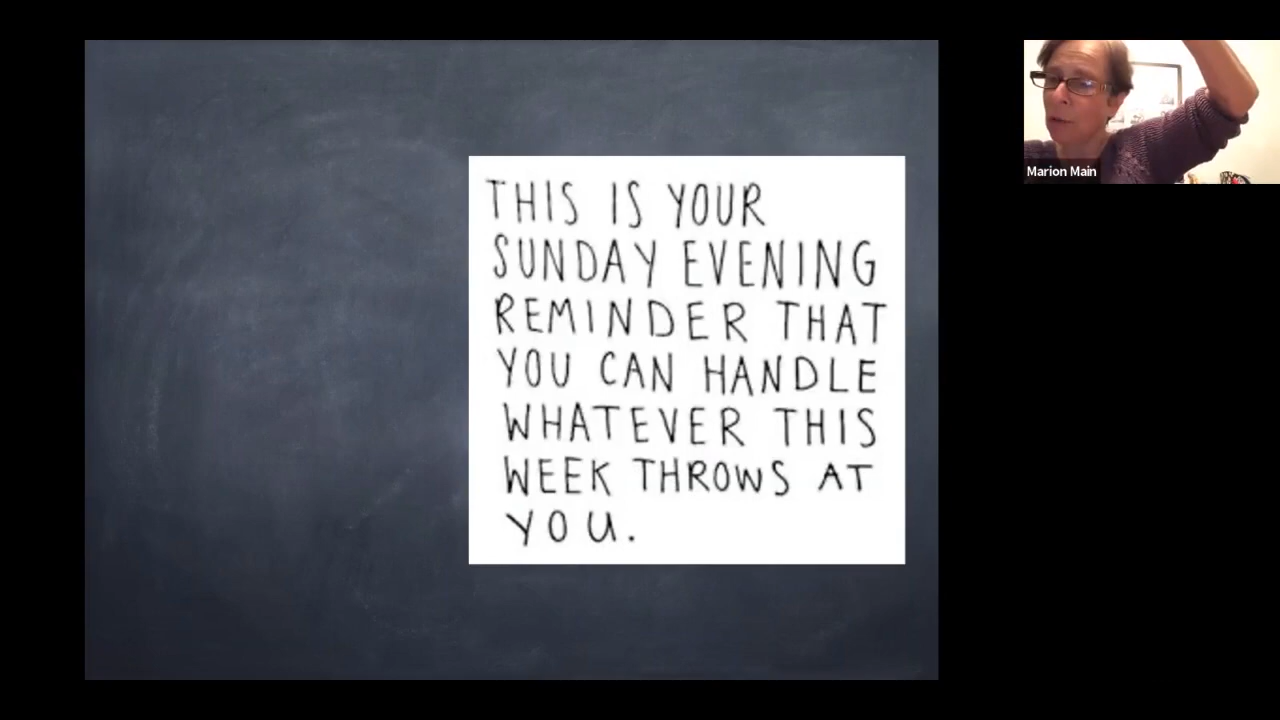 THIS IS YOUR
SUNDAY EVENING
REMINDER THAT
YOU CAN HANDLE
WHATEVER THIS
WEEK THROWS AT
YOU.
Marion Main